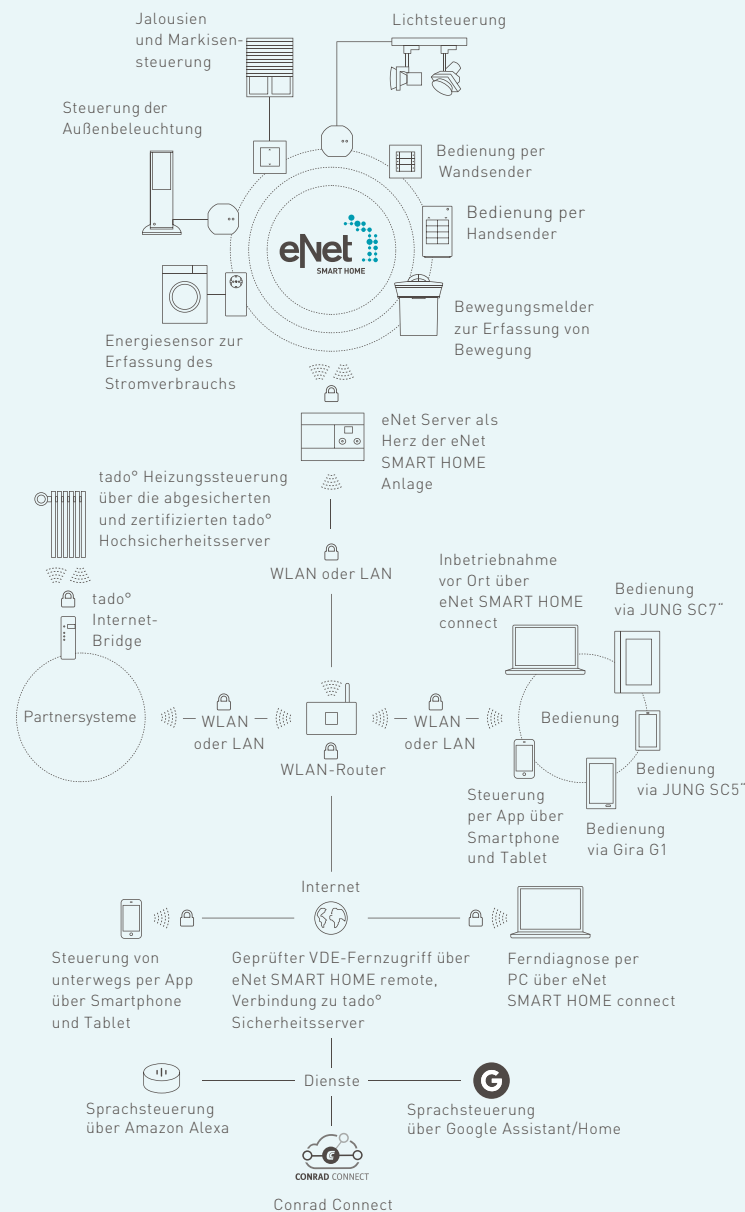 Jalousien
und Markisen-
steuerung
Lichtsteuerung
Steuerung der
Außenbeleuchtung
Bedienung per
Wandsender
Bedienung per
Handsender
eNet
SMART HOME
Energiesensor zur
Erfassung des
Stromverbrauchs
Bewegungsmelder
zur Erfassung von
Bewegung
eNet Server als
Herz der eNet
SMART HOME
Anlage
tado° Heizungssteuerung
über die abgesicherten
und zertifizierten tado°
Hochsicherheitsserver
WLAN oder LAN
tado°
Internet-
Bridge
Inbetriebnahme
vor Ort über
eNet SMART HOME
connect
Bedienung
via JUNG SC7"
Partnersysteme
WLAN
oder LAN
WLAN-Router
WLAN
oder LAN
Bedienung
Bedienung
via JUNG SC5"
Steuerung
per App über
Smartphone
und Tablet
Bedienung
via Gira G1
Internet
Steuerung von
unterwegs per App
über Smartphone
und Tablet
Geprüfter VDE-Fernzugriff über
eNet SMART HOME remote,
Verbindung zu tado°
Sicherheitsserver
Ferndiagnose per
PC über eNet
SMART HOME connect
Dienste
G
Sprachsteuerung
über Amazon Alexa
Sprachsteuerung
über Google Assistant/Home
CONRAD CONNECT
Conrad Connect